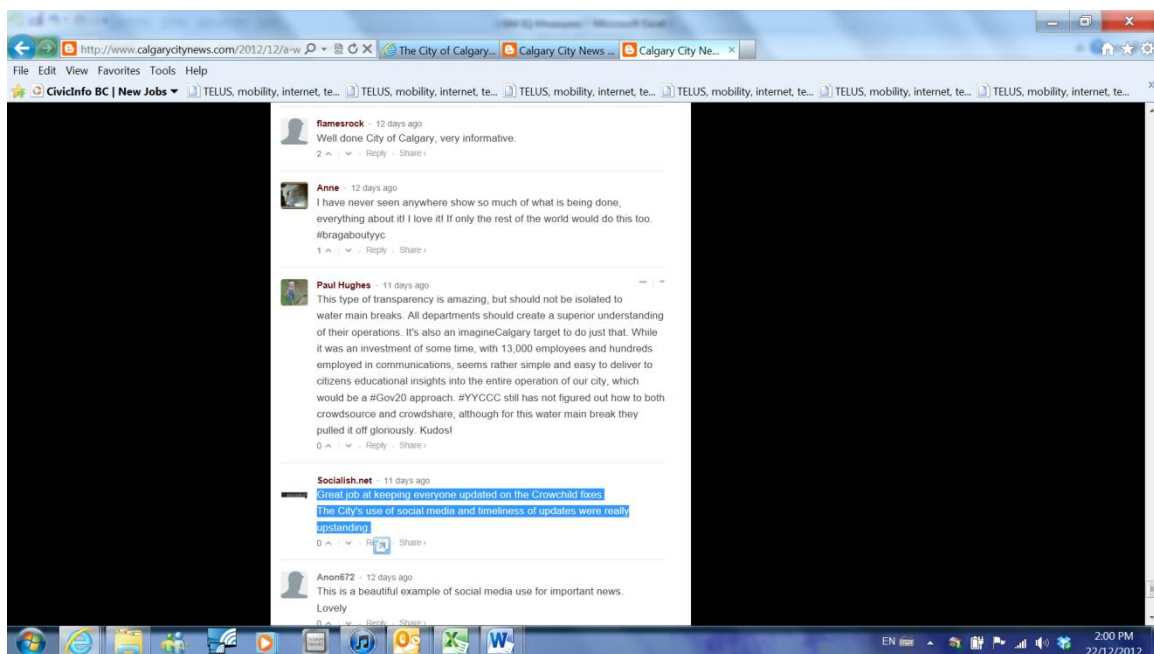 http://www.calgarycitynews.com/2012/12/a-w
The City of Calgary...
Calgary City News ...
Calgary City Ne...
File Edit View Favorites Tools Help
CivicInfo BC | New Jobs
TELUS, mobility, internet, te...
TELUS, mobility, internet, te...
TELUS, mobility, internet, te...
TELUS, mobility, internet, te...
TELUS, mobility, internet, te...
TELUS, mobility, internet, te...
flamesrock · 12 days ago
Well done City of Calgary, very informative.
2 · Reply · Share ›
Anne · 12 days ago
I have never seen anywhere show so much of what is being done,
everything about it! I love it! If only the rest of the world would do this too.
#bragaboutyyc
1 · Reply · Share ›
Paul Hughes · 11 days ago
This type of transparency is amazing, but should not be isolated to
water main breaks. All departments should create a superior understanding
of their operations. It's also an imagineCalgary target to do just that. While
it was an investment of some time, with 13,000 employees and hundreds
employed in communications, seems rather simple and easy to deliver to
citizens educational insights into the entire operation of our city, which
would be a #Gov20 approach. #YYCCC still has not figured out how to both
crowdsource and crowdshare, although for this water main break they
pulled it off gloriously. Kudos!
0 · Reply · Share ›
Socialish.net · 11 days ago
Great job at keeping everyone updated on the Crowchild fixes.
The City's use of social media and timeliness of updates were really
upstanding.
0 · Share ›
Anon672 · 12 days ago
This is a beautiful example of social media use for important news.
Lovely
0 · Reply · Share ›
EN
2:00 PM
22/12/2012